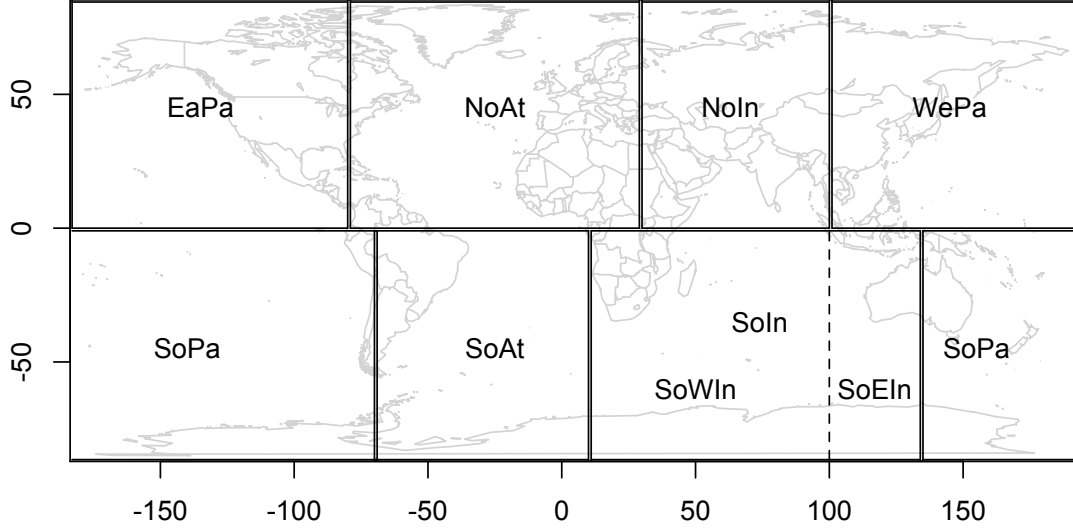 50
EaPa NoAt NoIn WePa
0
SoPa SoAt SoIn SoPa
-50
SoWIn SoEIn
-150 -100 -50 0 50 100 150